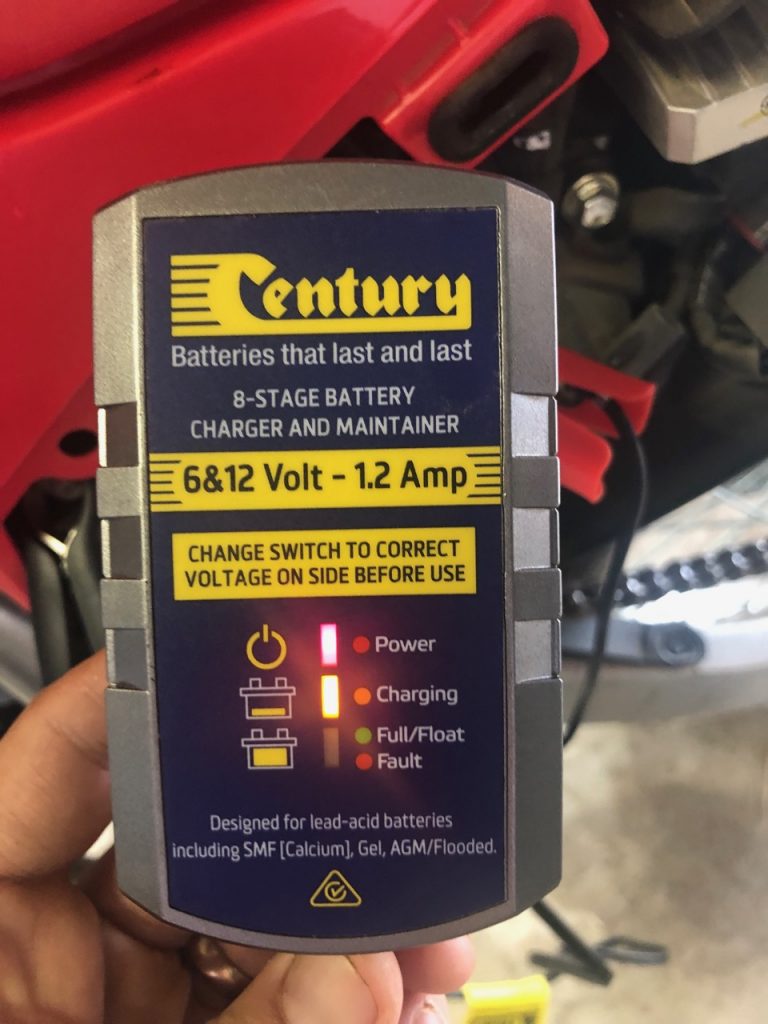 Century
Batteries that last and last
8-STAGE BATTERY
CHARGER AND MAINTAINER
6&12 Volt - 1.2 Amp
CHANGE SWITCH TO CORRECT
VOLTAGE ON SIDE BEFORE USE
Power
Charging
Full/Float
Fault
Designed for lead-acid batteries
including SMF [Calcium], Gel, AGM/Flooded.